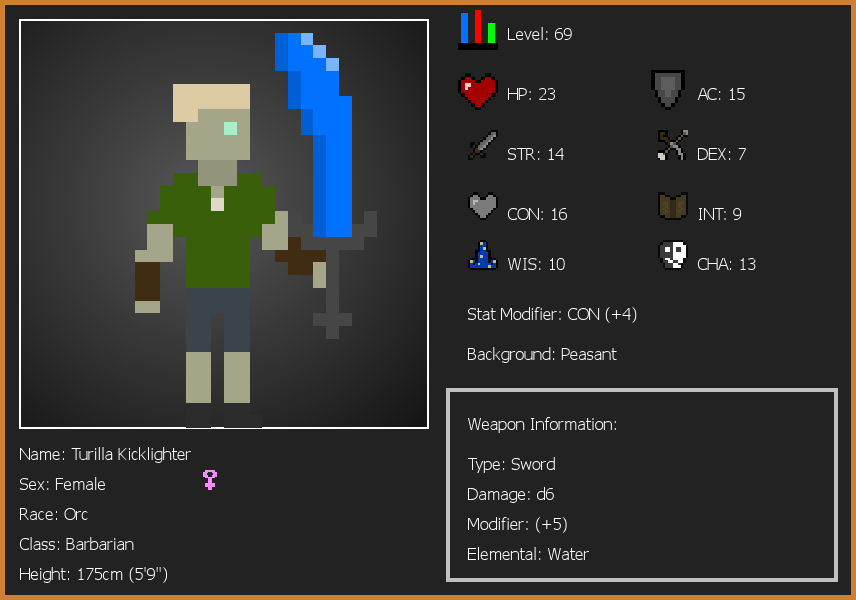 Level: 69
HP: 23
AC: 15
STR: 14
DEX: 7
CON: 16
INT: 9
WIS: 10
CHA: 13
Stat Modifier: CON (+4)
Background: Peasant
Weapon Information:
Type: Sword
Damage: d6
Modifier: (+5)
Elemental: Water
Name: Turilla Kicklighter
Sex: Female
Race: Orc
Class: Barbarian
Height: 175cm (5'9")